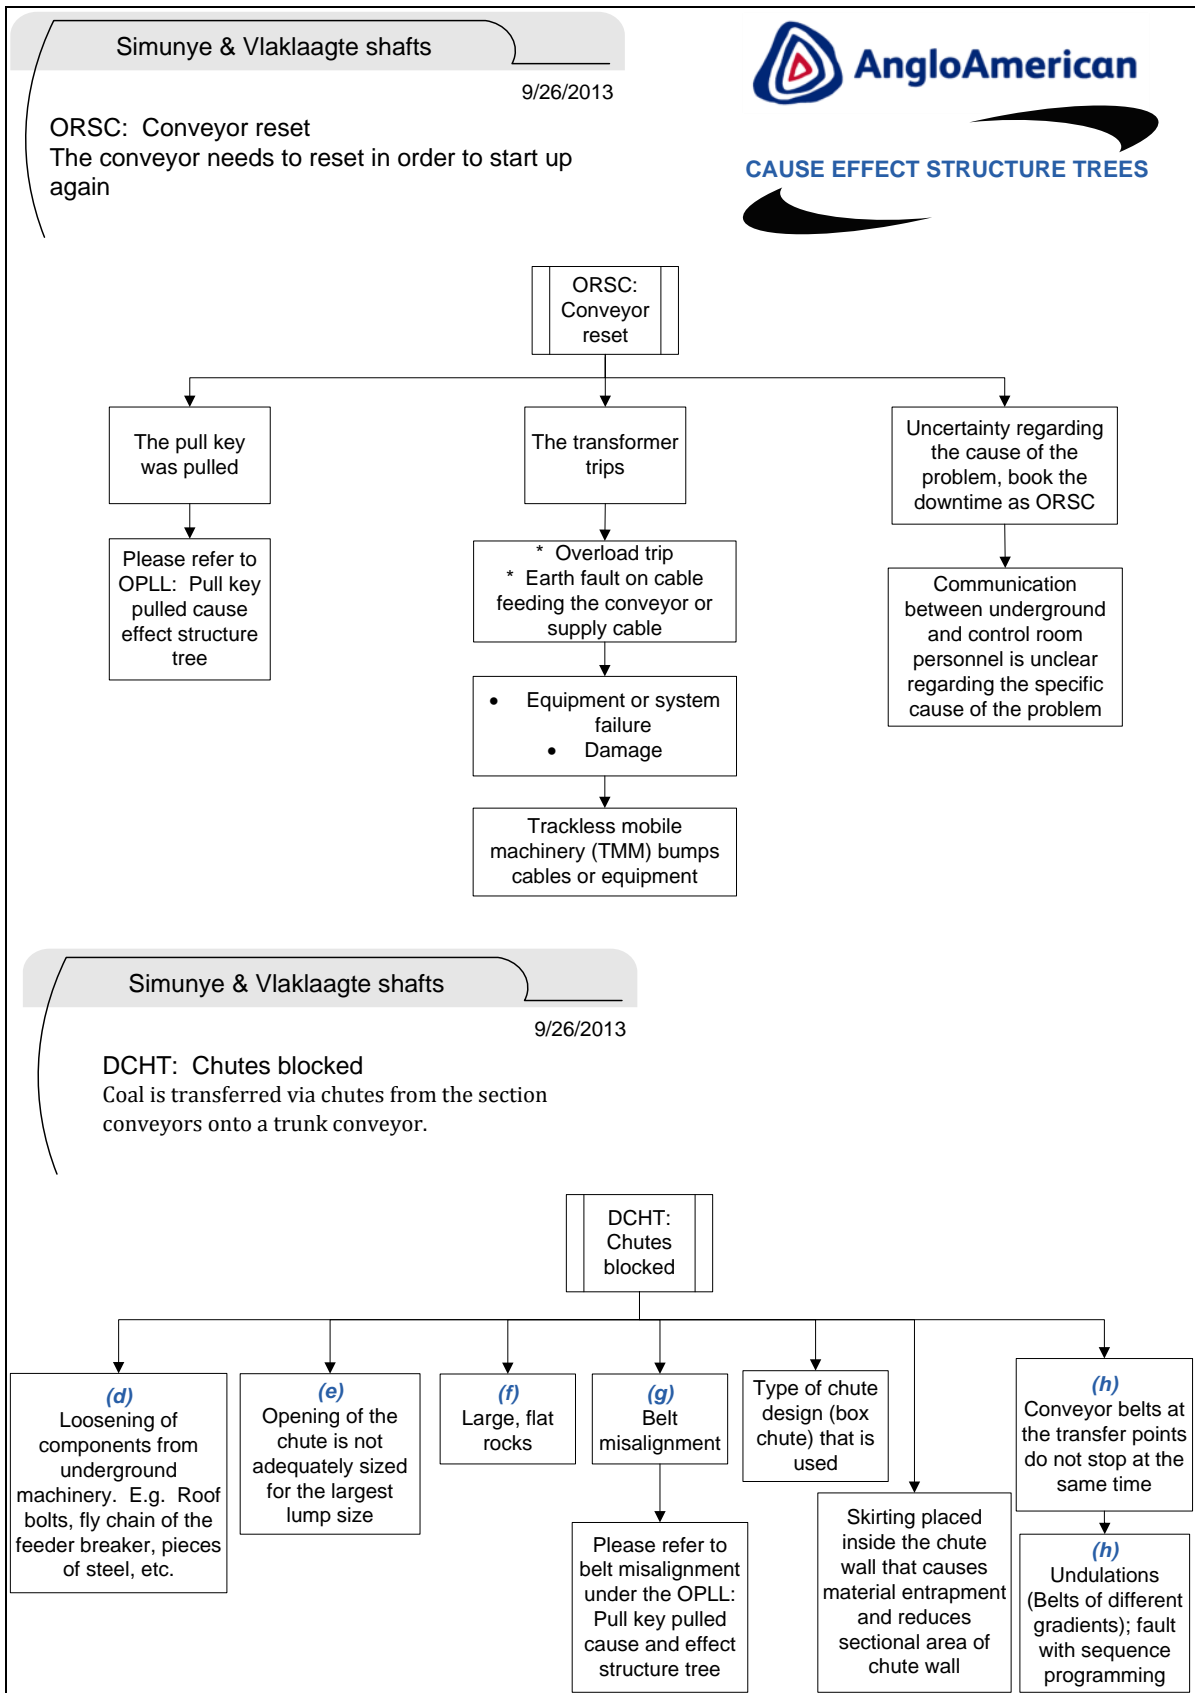 Simunye & Vlaklaagte shafts
9/26/2013
AngloAmerican
CAUSE EFFECT STRUCTURE TREES
ORSC:  Conveyor reset
The conveyor needs to reset in order to start up
again
ORSC:
Conveyor
reset
The pull key
was pulled
Please refer to
OPLL:  Pull key
pulled cause
effect structure
tree
The transformer
trips
*  Overload trip
*  Earth fault on cable
feeding the conveyor or
supply cable
•  Equipment or system
failure
•  Damage
Trackless mobile
machinery (TMM) bumps
cables or equipment
Uncertainty regarding
the cause of the
problem, book the
downtime as ORSC
Communication
between underground
and control room
personnel is unclear
regarding the specific
cause of the problem
Simunye & Vlaklaagte shafts
9/26/2013
DCHT:  Chutes blocked
Coal is transferred via chutes from the section
conveyors onto a trunk conveyor.
DCHT:
Chutes
blocked
(d)
Loosening of
components from
underground
machinery.  E.g.  Roof
bolts, fly chain of the
feeder breaker, pieces
of steel, etc.
(e)
Opening of the
chute is not
adequately sized
for the largest
lump size
(f)
Large, flat
rocks
(g)
Belt
misalignment
Please refer to
belt misalignment
under the OPLL:
Pull key pulled
cause and effect
structure tree
Type of chute
design (box
chute) that is
used
Skirting placed
inside the chute
wall that causes
material entrapment
and reduces
sectional area of
chute wall
(h)
Conveyor belts at
the transfer points
do not stop at the
same time
(h)
Undulations
(Belts of different
gradients); fault
with sequence
programming